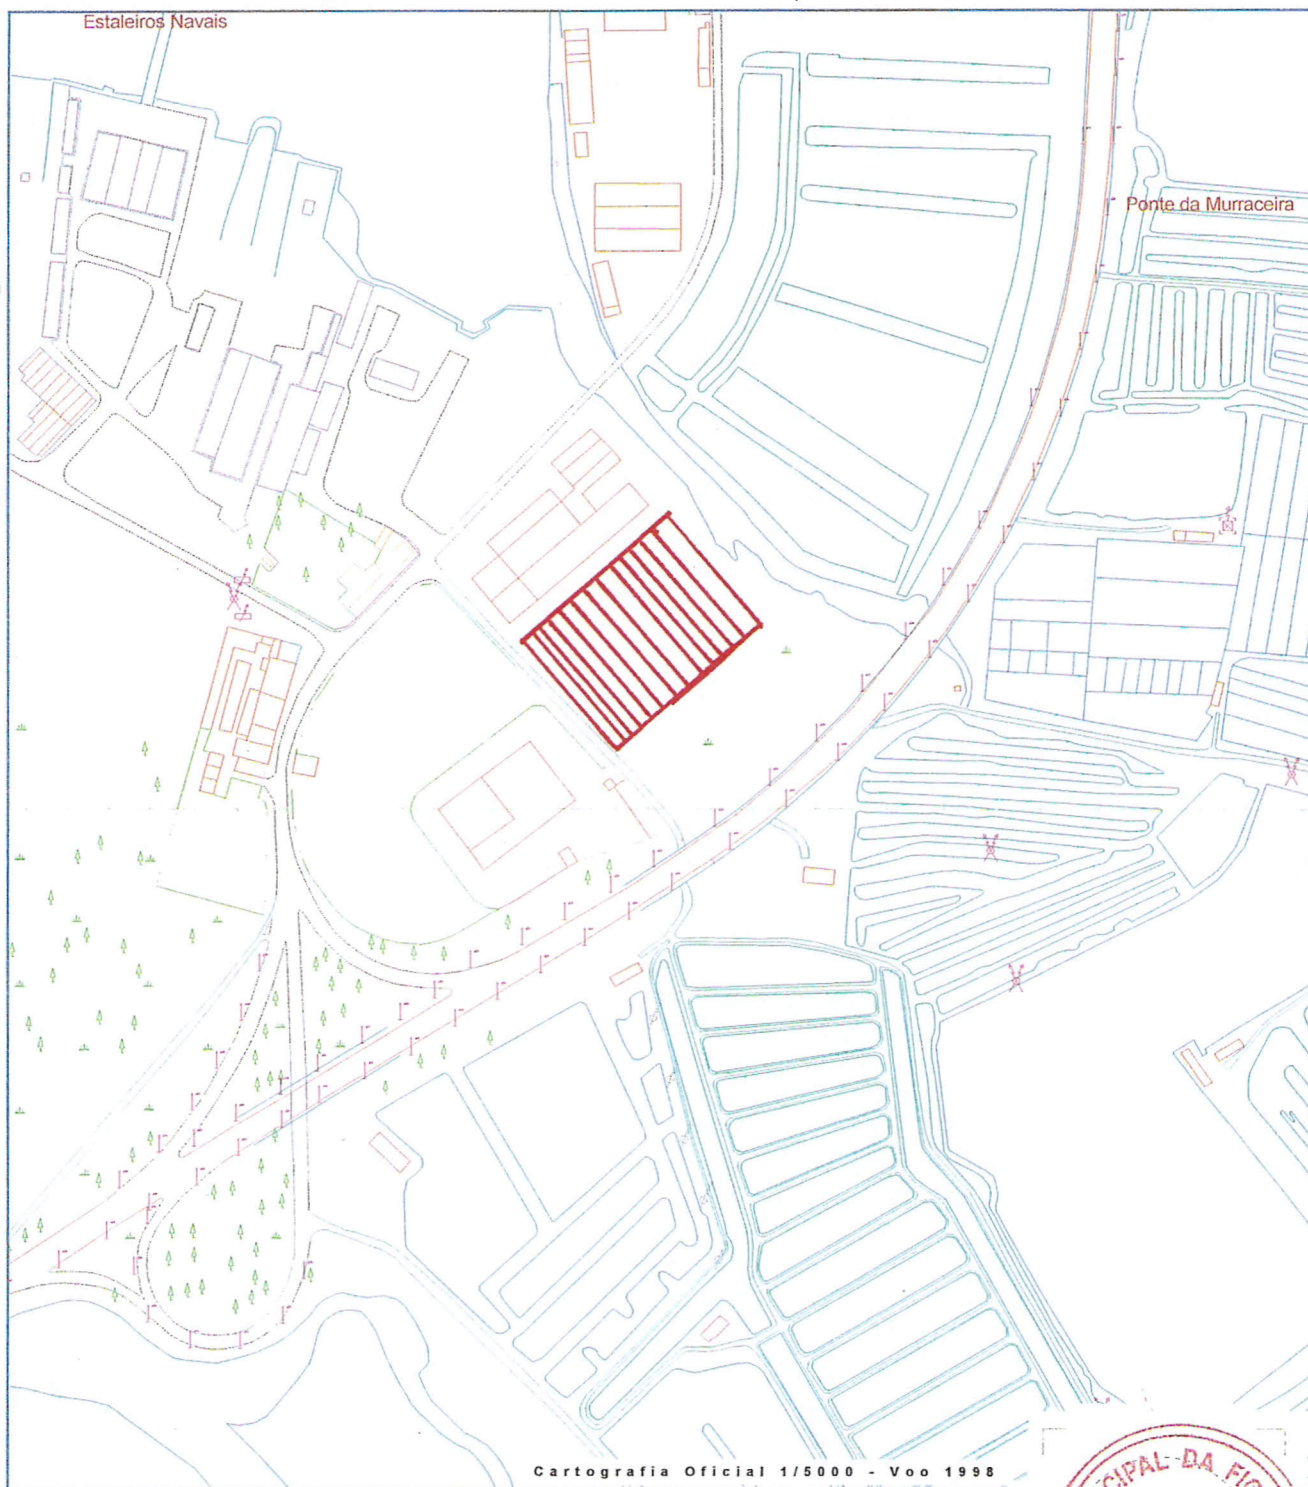 Estaleiros Navais
Ponte da Murraceira
Cartografia Oficial 1/5000 - Voo 1998
CIPAL DA FIG